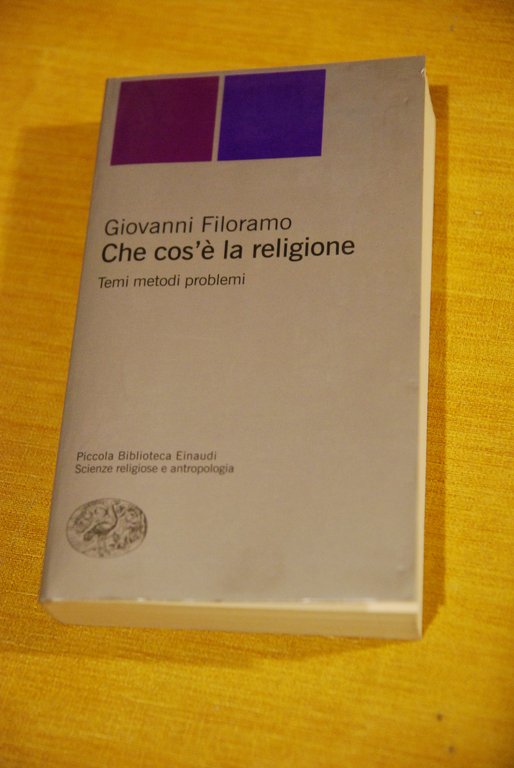 Giovanni Filoramo
Che cos'è la religione
Temi metodi problemi
Piccola Biblioteca Einaudi
Scienze religiose e antropologia